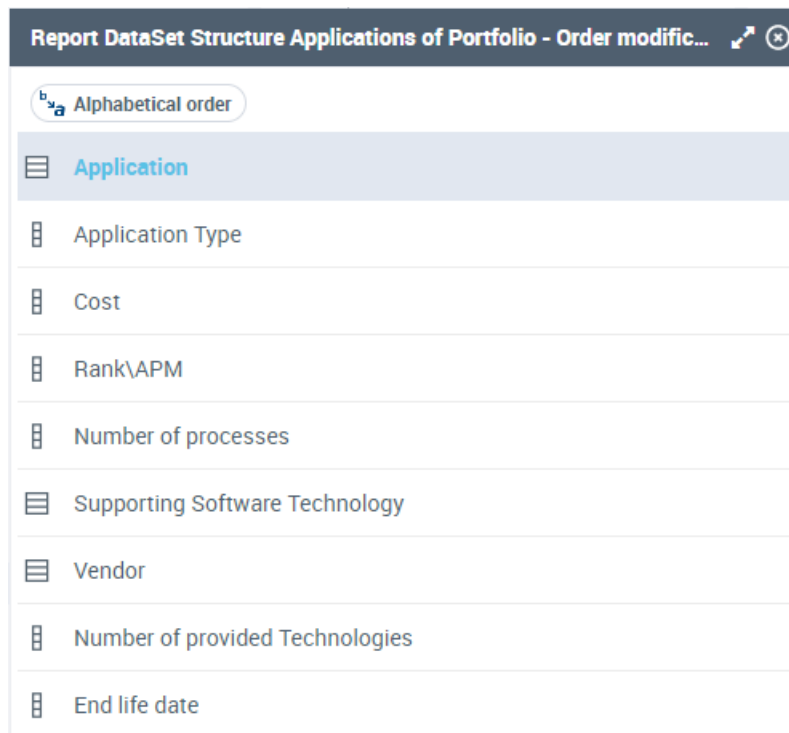 Report DataSet Structure Applications of Portfolio - Order modific...
b a Alphabetical order
Application
Application Type
Cost
Rank\APM
Number of processes
Supporting Software Technology
Vendor
Number of provided Technologies
End life date